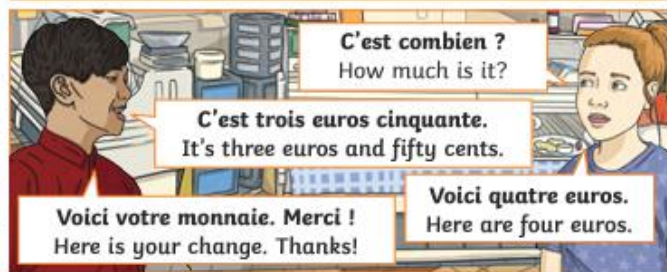 C'est combien ?
How much is it?
C'est trois euros cinquante.
It's three euros and fifty cents.
Voici quatre euros.
Here are four euros.
Voici votre monnaie. Merci !
Here is your change. Thanks!